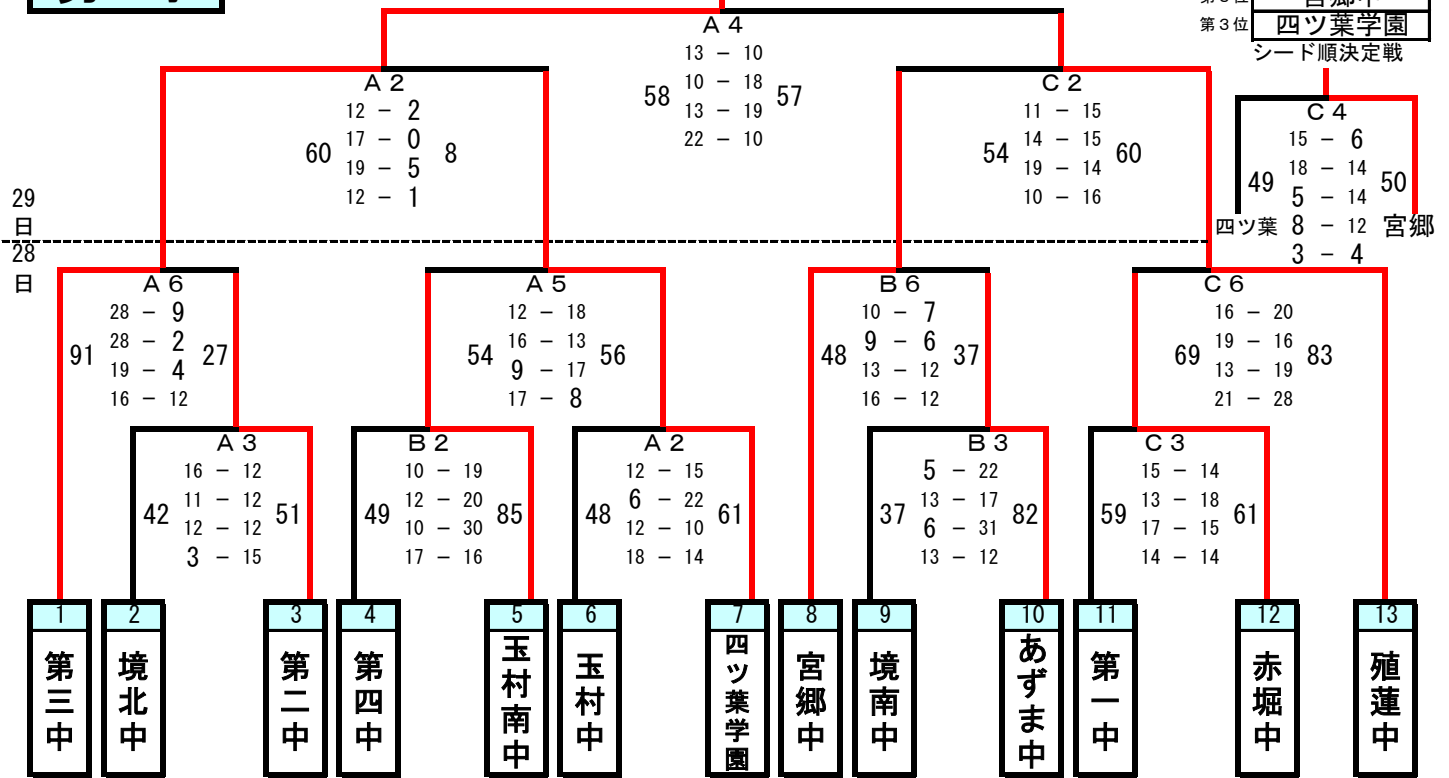 第３位
第３位 四ツ葉学園
シード順決定戦
Ａ４
13 － 10
10 － 18
13 － 19
22 － 10
58 57
Ａ２
12 － 2
17 － 0
19 － 5
12 － 1
60 8
Ｃ２
11 － 15
14 － 15
19 － 14
10 － 16
54 60
Ｃ４
15 － 6
18 － 14
5 － 14
8 － 12
3 － 4
49 50
四ツ葉 宮郷
29
日
28
日
Ａ６
28 － 9
28 － 2
19 － 4
16 － 12
91 27
Ａ５
12 － 18
16 － 13
9 － 17
17 － 8
54 56
Ｂ６
10 － 7
9 － 6
13 － 12
16 － 12
48 37
Ｃ６
16 － 20
19 － 16
13 － 19
21 － 28
69 83
Ａ３
16 － 12
11 － 12
12 － 12
3 － 15
42 51
Ｂ２
10 － 19
12 － 20
10 － 30
17 － 16
49 85
Ａ２
12 － 15
6 － 22
12 － 10
18 － 14
48 61
Ｂ３
5 － 22
13 － 17
6 － 31
13 － 12
37 82
Ｃ３
15 － 14
13 － 18
17 － 15
14 － 14
59 61
1 2 3 4 5 6 7 8 9 10 11 12 13
第三中
境北中
第二中
第四中
玉村南中
玉村中
四ツ葉学園
宮郷中
境南中
あずま中
第一中
赤堀中
殖蓮中